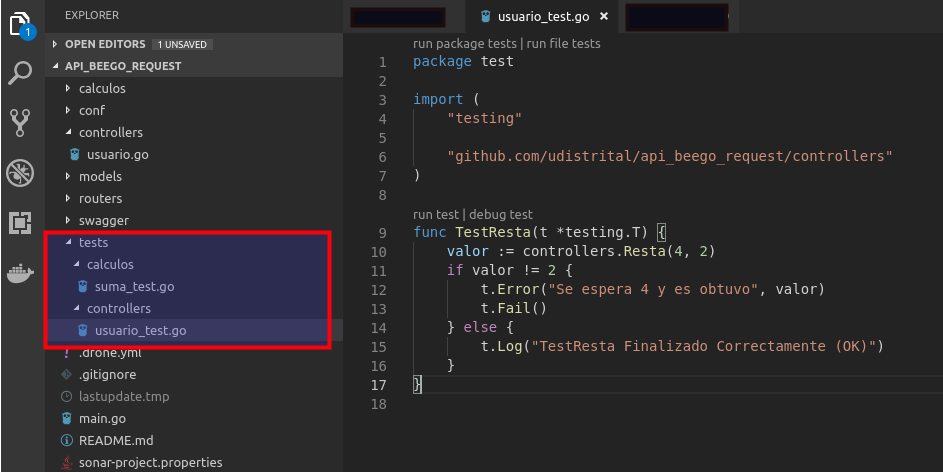 1
EXPLORER
OPEN EDITORS 1 UNSAVED
API_BEEGO_REQUEST
calculos
conf
controllers
usuario.go
models
routers
swagger
tests
calculos
suma_test.go
controllers
usuario_test.go
.drone.yml
.gitignore
lastupdate.tmp
main.go
README.md
sonar-project.properties
usuario_test.go ×
run package tests | run file tests
1 package test
2
3 import (
4 "testing"
5
6 "github.com/udistrital/api_beego_request/controllers"
7 )
8
run test | debug test
9 func TestResta(t *testing.T) {
10 valor := controllers.Resta(4, 2)
11 if valor != 2 {
12 t.Error("Se espera 4 y es obtuvo", valor)
13 t.Fail()
14 } else {
15 t.Log("TestResta Finalizado Correctamente (OK)")
16 }
17 }
18